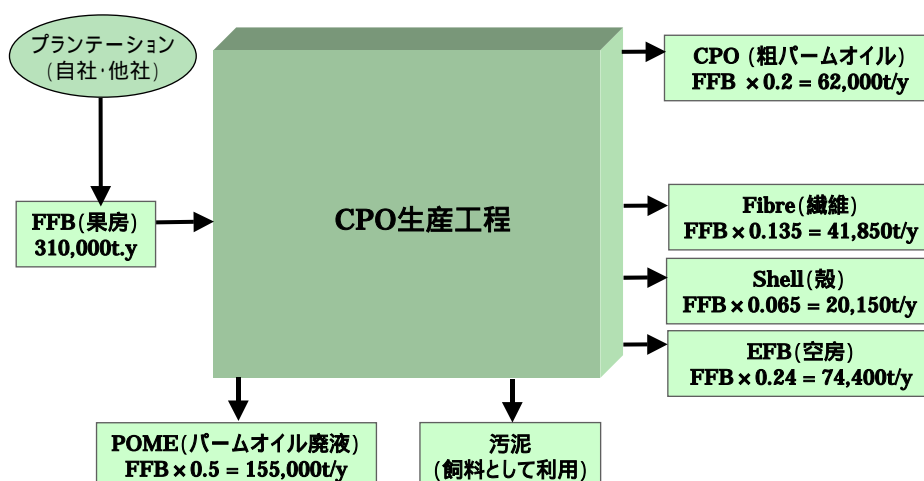 プランテーション
(自社･他社)
CPO (粗パームオイル)
FFB ×0.2 = 62,000t/y
FFB(果房)
310,000t.y
CPO生産工程
Fibre(繊維)
FFB×0.135 = 41,850t/y
Shell(殻)
FFB×0.065 = 20,150t/y
EFB(空房)
FFB×0.24 = 74,400t/y
POME(パームオイル廃液)
FFB×0.5 = 155,000t/y
汚泥
(飼料として利用)